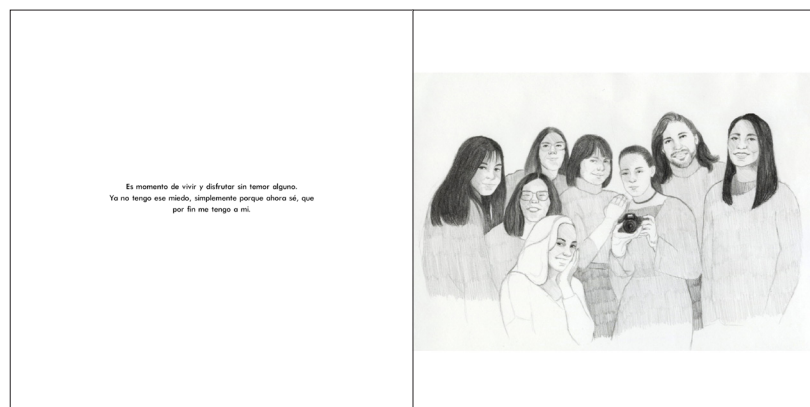 Es momento de vivir y disfrutar sin temor alguno.
Ya no tengo ese miedo, simplemente porque ahora sé, que
por fin me tengo a mi.